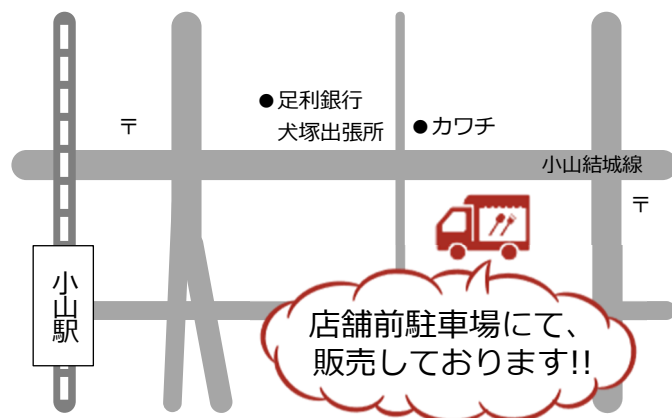 ●足利銀行
犬塚出張所
●カワチ
〒
小山結城線
〒
小山駅
店舗前駐車場にて、
販売しております!!